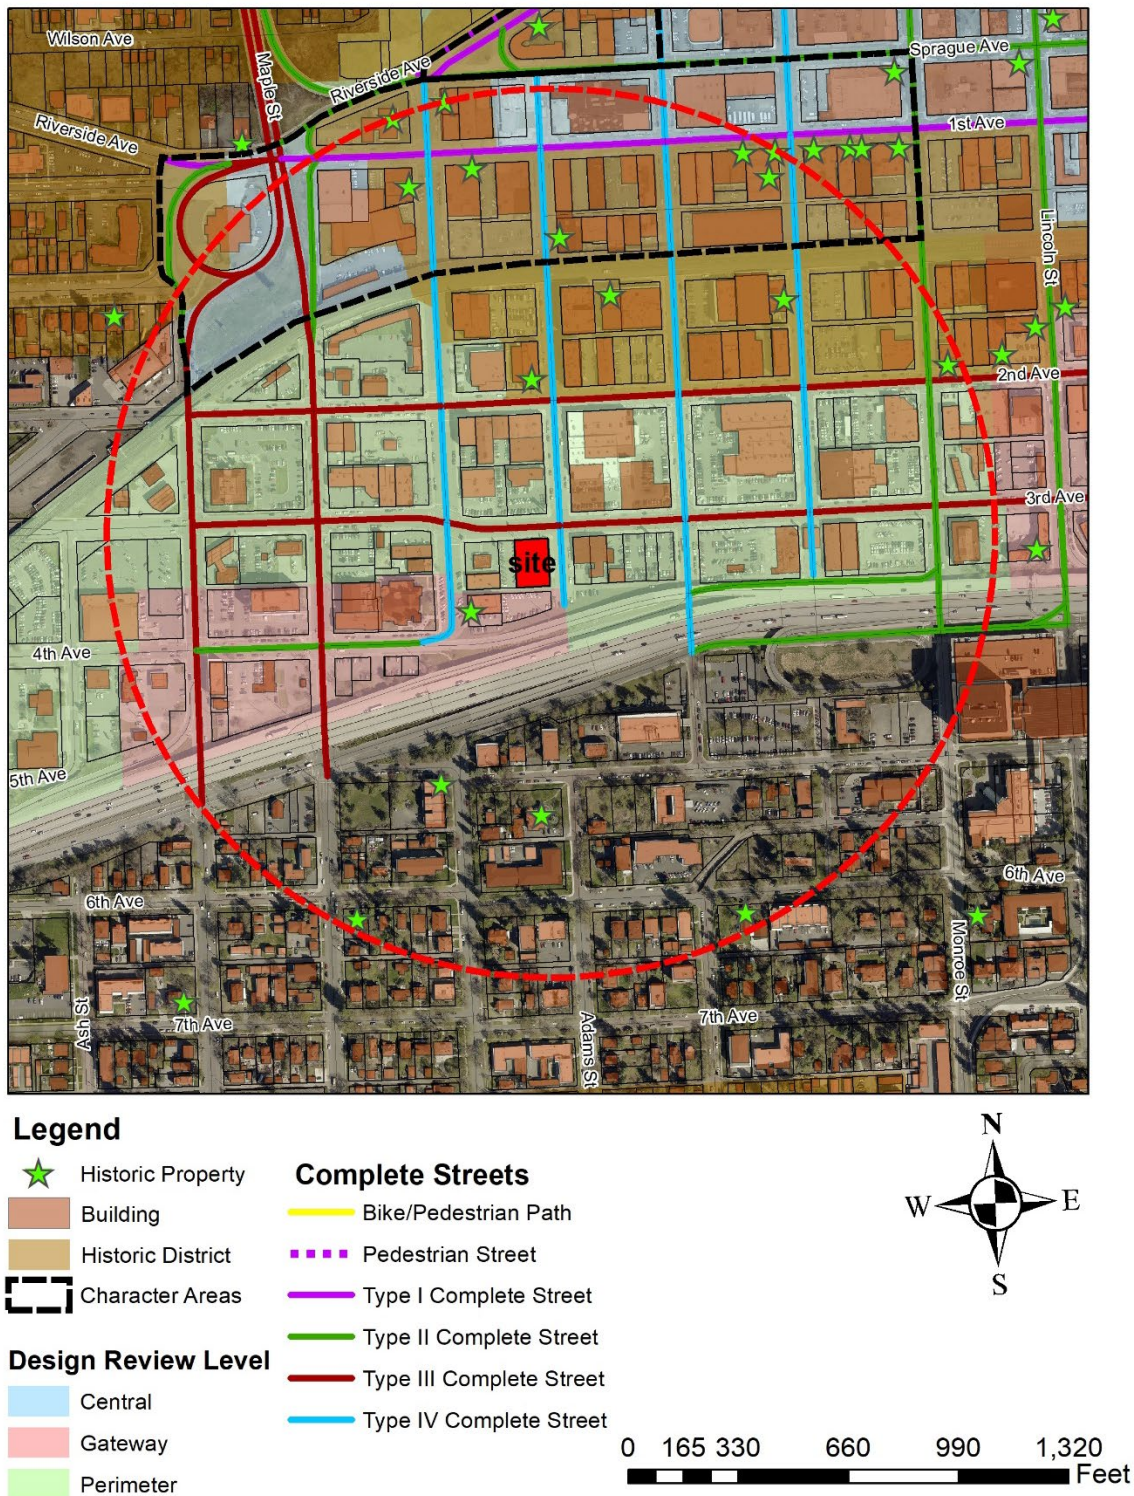 Wilson Ave
Maple St
Riverside Ave
Sprague Ave
Riverside Ave
1st Ave
Lincoln St
2nd Ave
3rd Ave
site
4th Ave
5th Ave
6th Ave
6th Ave
Monroe St
Ash St
7th Ave
Adams St
7th Ave
Legend
Historic Property
Building
Historic District
Character Areas
Design Review Level
Central
Gateway
Perimeter
Complete Streets
Bike/Pedestrian Path
Pedestrian Street
Type I Complete Street
Type II Complete Street
Type III Complete Street
Type IV Complete Street
N
W
E
S
0 165 330 660 990 1,320
Feet